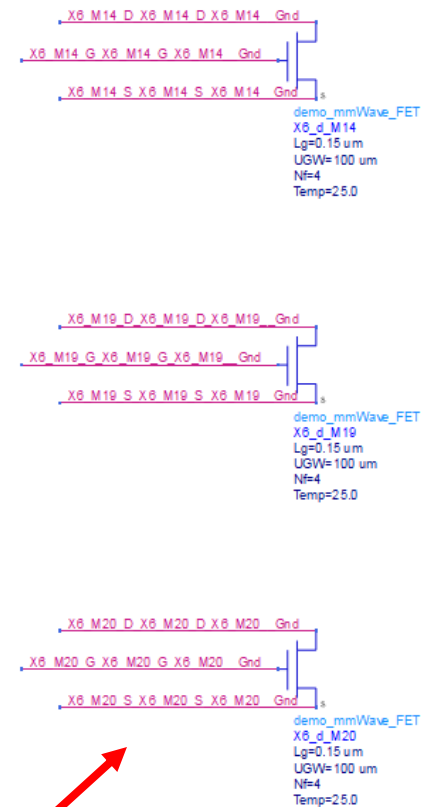 X6_M14_D_X6_M14_D_X6_M14__Gnd
X6_M14_G_X6_M14_G_X6_M14__Gnd
X6_M14_S_X6_M14_S_X6_M14__Gnd
s
demo_mmWave_FET
X6_d_M14
Lg=0.15 um
UGW=100 um
Nf=4
Temp=25.0
X6_M19_D_X6_M19_D_X6_M19__Gnd
X6_M19_G_X6_M19_G_X6_M19__Gnd
X6_M19_S_X6_M19_S_X6_M19__Gnd
s
demo_mmWave_FET
X6_d_M19
Lg=0.15 um
UGW=100 um
Nf=4
Temp=25.0
X6_M20_D_X6_M20_D_X6_M20__Gnd
X6_M20_G_X6_M20_G_X6_M20__Gnd
X6_M20_S_X6_M20_S_X6_M20__Gnd
s
demo_mmWave_FET
X6_d_M20
Lg=0.15 um
UGW=100 um
Nf=4
Temp=25.0